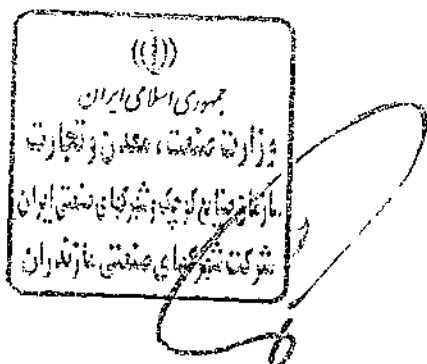 جمهوری اسلامی ایران
وزارت صنعت، معدن و تجارت
سازمان صنایع کوچک و شهرکهای صنعتی ایران
شرکت شهرکهای صنعتی مازندران